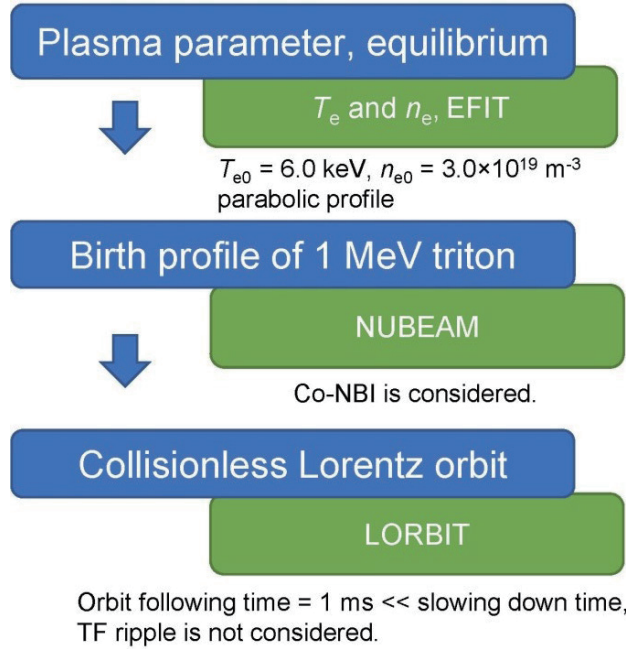 Plasma parameter, equilibrium
Tₑ and nₑ, EFIT
Tₑ₀ = 6.0 keV, nₑ₀ = 3.0×10¹⁹ m⁻³
parabolic profile
Birth profile of 1 MeV triton
NUBEAM
Co-NBI is considered.
Collisionless Lorentz orbit
LORBIT
Orbit following time = 1 ms << slowing down time,
TF ripple is not considered.